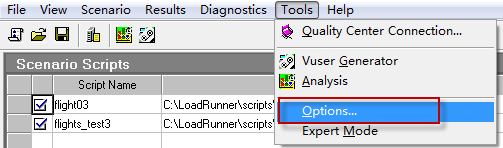 File View Scenario Results Diagnostics Tools Help
Quality Center Connection...
Vuser Generator
Analysis
Options...
Expert Mode
Scenario Scripts
Script Name
flight03 C:\LoadRunner\scripts\
flights_test3 C:\LoadRunner\scripts\